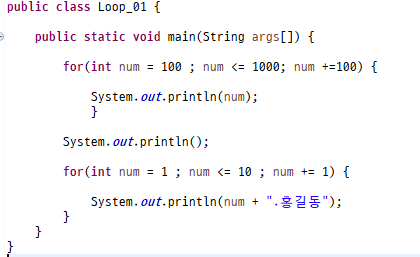 public class Loop_01 {
public static void main(String args[]) {
for(int num = 100 ; num <= 1000; num +=100) {
System.out.println(num);
}
System.out.println();
for(int num = 1 ; num <= 10 ; num += 1) {
System.out.println(num + ".홍길동");
}
}
}